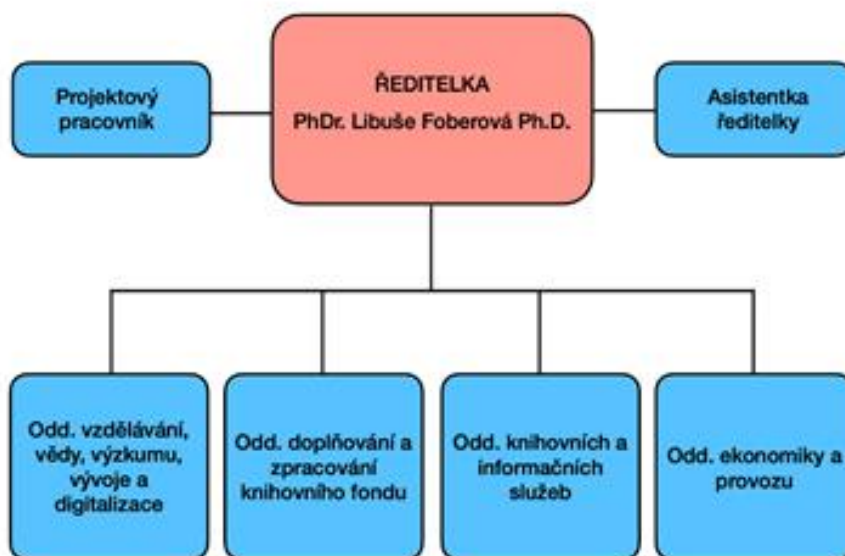 ŘEDITELKA
PhDr. Libuše Foberová Ph.D.
Projektový
pracovník
Asistentka
ředitelky
Odd. vzdělávání,
vědy, výzkumu,
vývoje a
digitalizace
Odd. doplňování a
zpracování
knihovního fondu
Odd. knihovních a
informačních
služeb
Odd. ekonomiky a
provozu